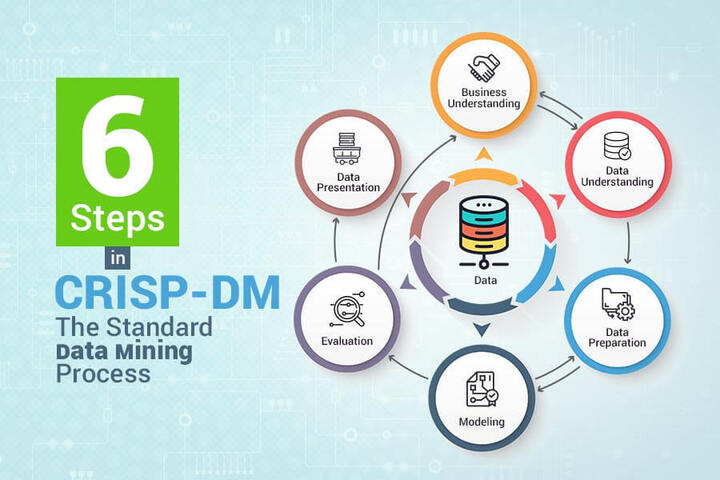 6
Steps
in
CRISP-DM
The Standard
Data Mining
Process
Business
Understanding
Data
Understanding
Data
Preparation
Modeling
Evaluation
Data
Presentation
Data